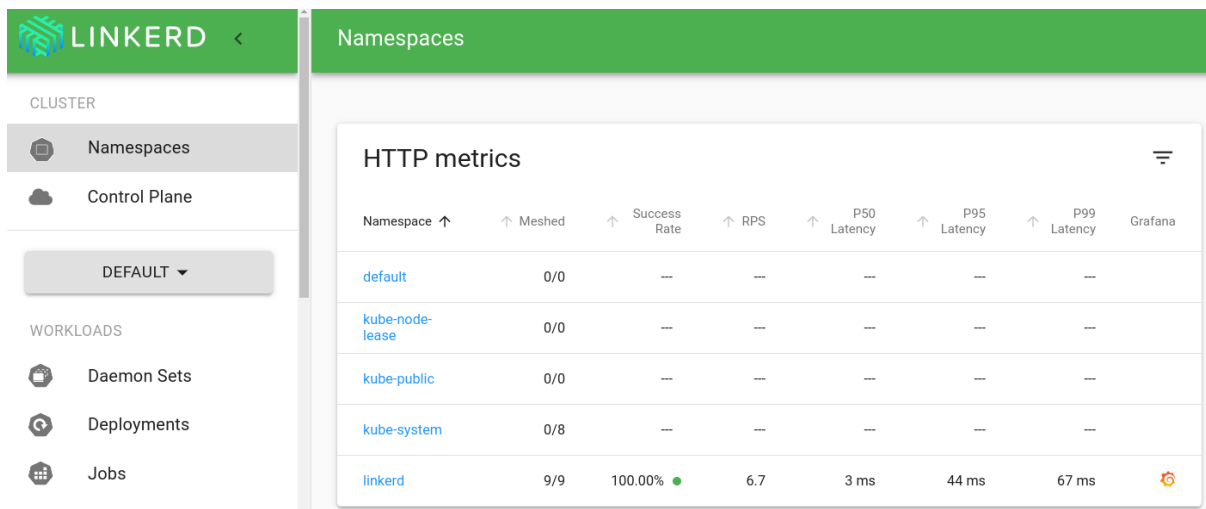 LINKERD
Namespaces
CLUSTER
Namespaces
Control Plane
DEFAULT
WORKLOADS
Daemon Sets
Deployments
Jobs
HTTP metrics
Namespace Meshed Success Rate RPS P50 Latency P95 Latency P99 Latency Grafana
default 0/0 --- --- --- --- ---
kube-node-
lease 0/0 --- --- --- --- ---
kube-public 0/0 --- --- --- --- ---
kube-system 0/8 --- --- --- --- ---
linkerd 9/9 100.00% 6.7 3 ms 44 ms 67 ms